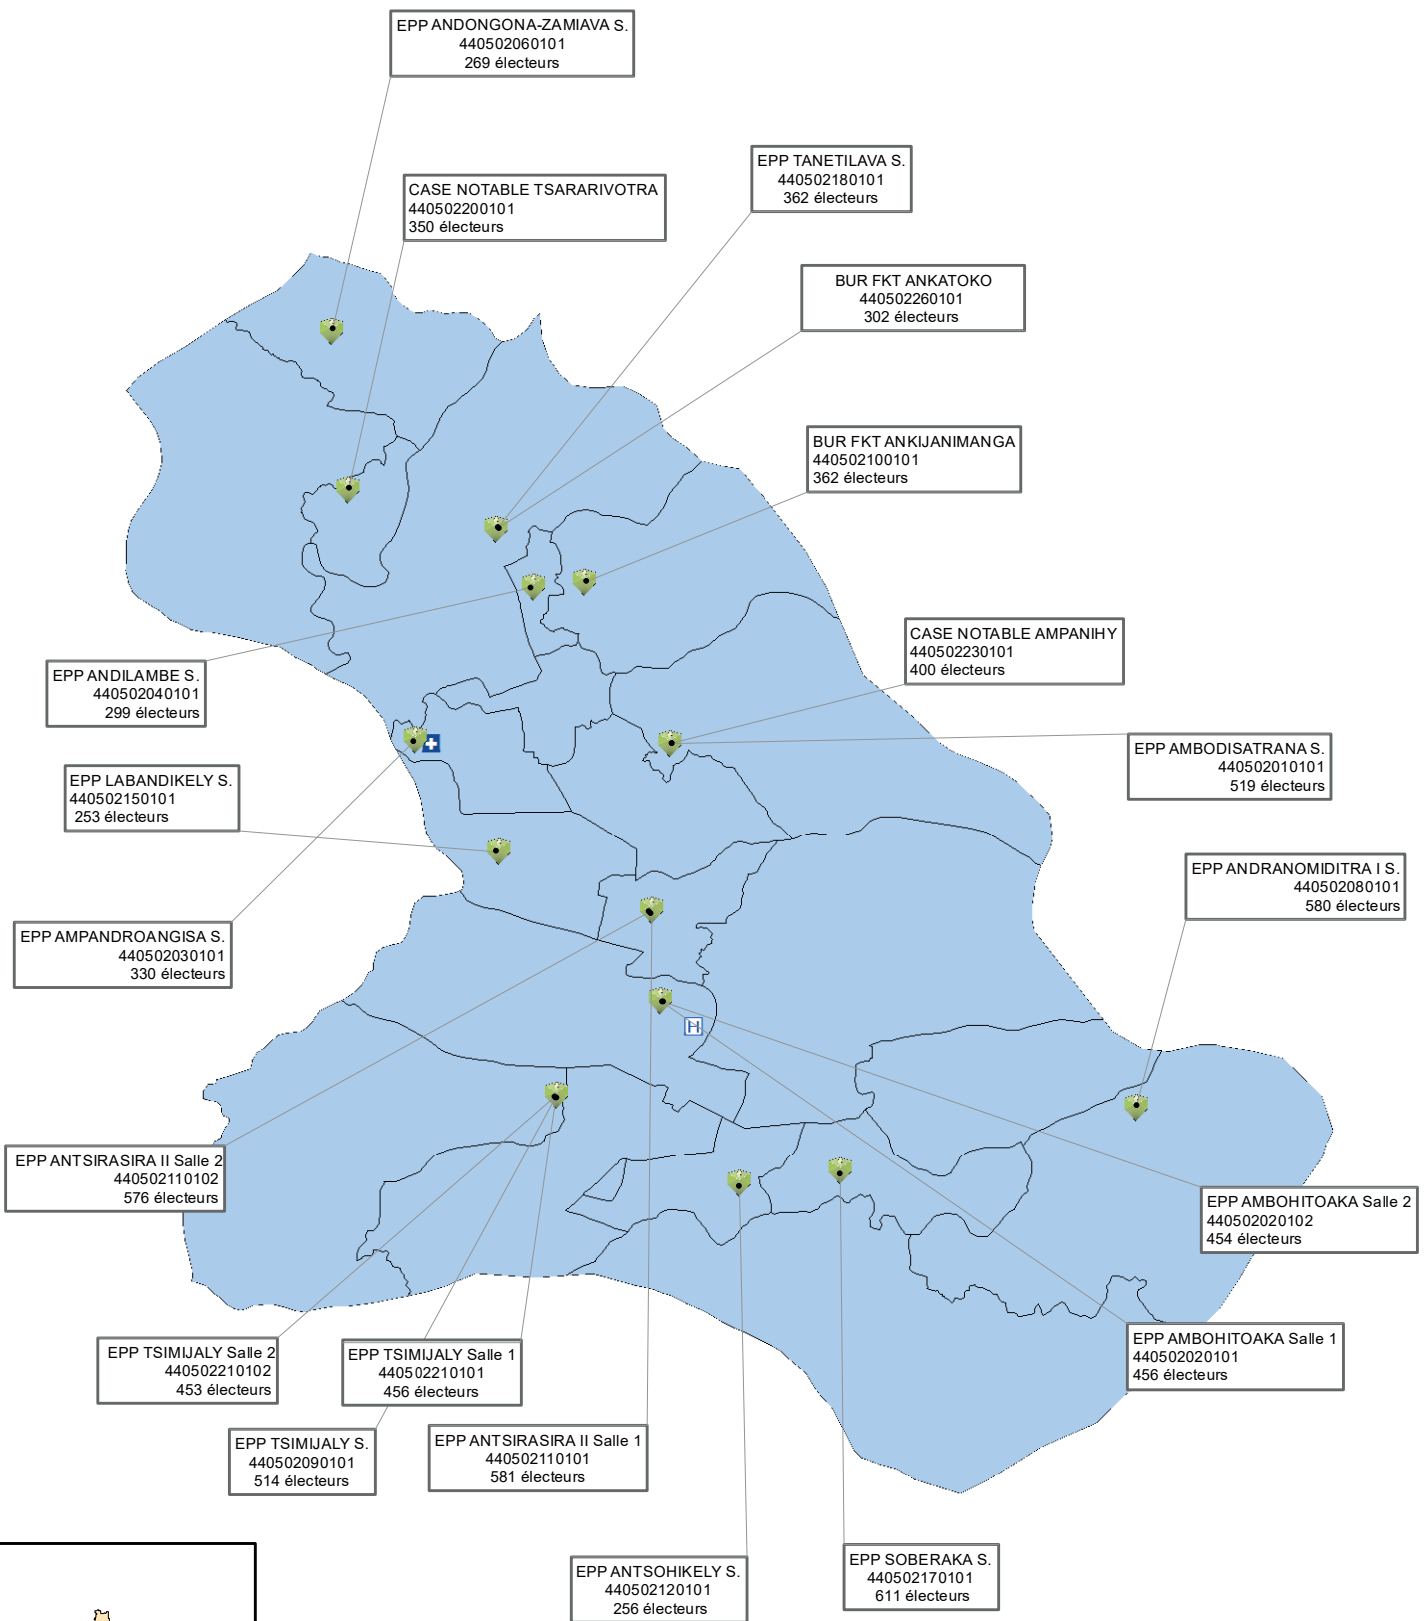 EPP ANDONGONA-ZAMIAVA S.
440502060101
269 électeurs
EPP TANETILAVA S.
440502180101
362 électeurs
CASE NOTABLE TSARARIVOTRA
440502200101
350 électeurs
BUR FKT ANKATOKO
440502260101
302 électeurs
BUR FKT ANKIJANIMANGA
440502100101
362 électeurs
CASE NOTABLE AMPANIHY
440502230101
400 électeurs
EPP ANDILAMBE S.
440502040101
299 électeurs
EPP AMBODISATRANA S.
440502010101
519 électeurs
EPP LABANDIKELY S.
440502150101
253 électeurs
EPP ANDRANOMIDITRA I S.
440502080101
580 électeurs
EPP AMPANDROANGISA S.
440502030101
330 électeurs
H
EPP ANTSIRASIRA II Salle 2
440502110102
576 électeurs
EPP AMBOHITOAKA Salle 2
440502020102
454 électeurs
EPP AMBOHITOAKA Salle 1
440502020101
456 électeurs
EPP TSIMIJALY Salle 2
440502210102
453 électeurs
EPP TSIMIJALY Salle 1
440502210101
456 électeurs
EPP TSIMIJALY S.
440502090101
514 électeurs
EPP ANTSIRASIRA II Salle 1
440502110101
581 électeurs
EPP ANTSOHIKELY S.
440502120101
256 électeurs
EPP SOBERAKA S.
440502170101
611 électeurs